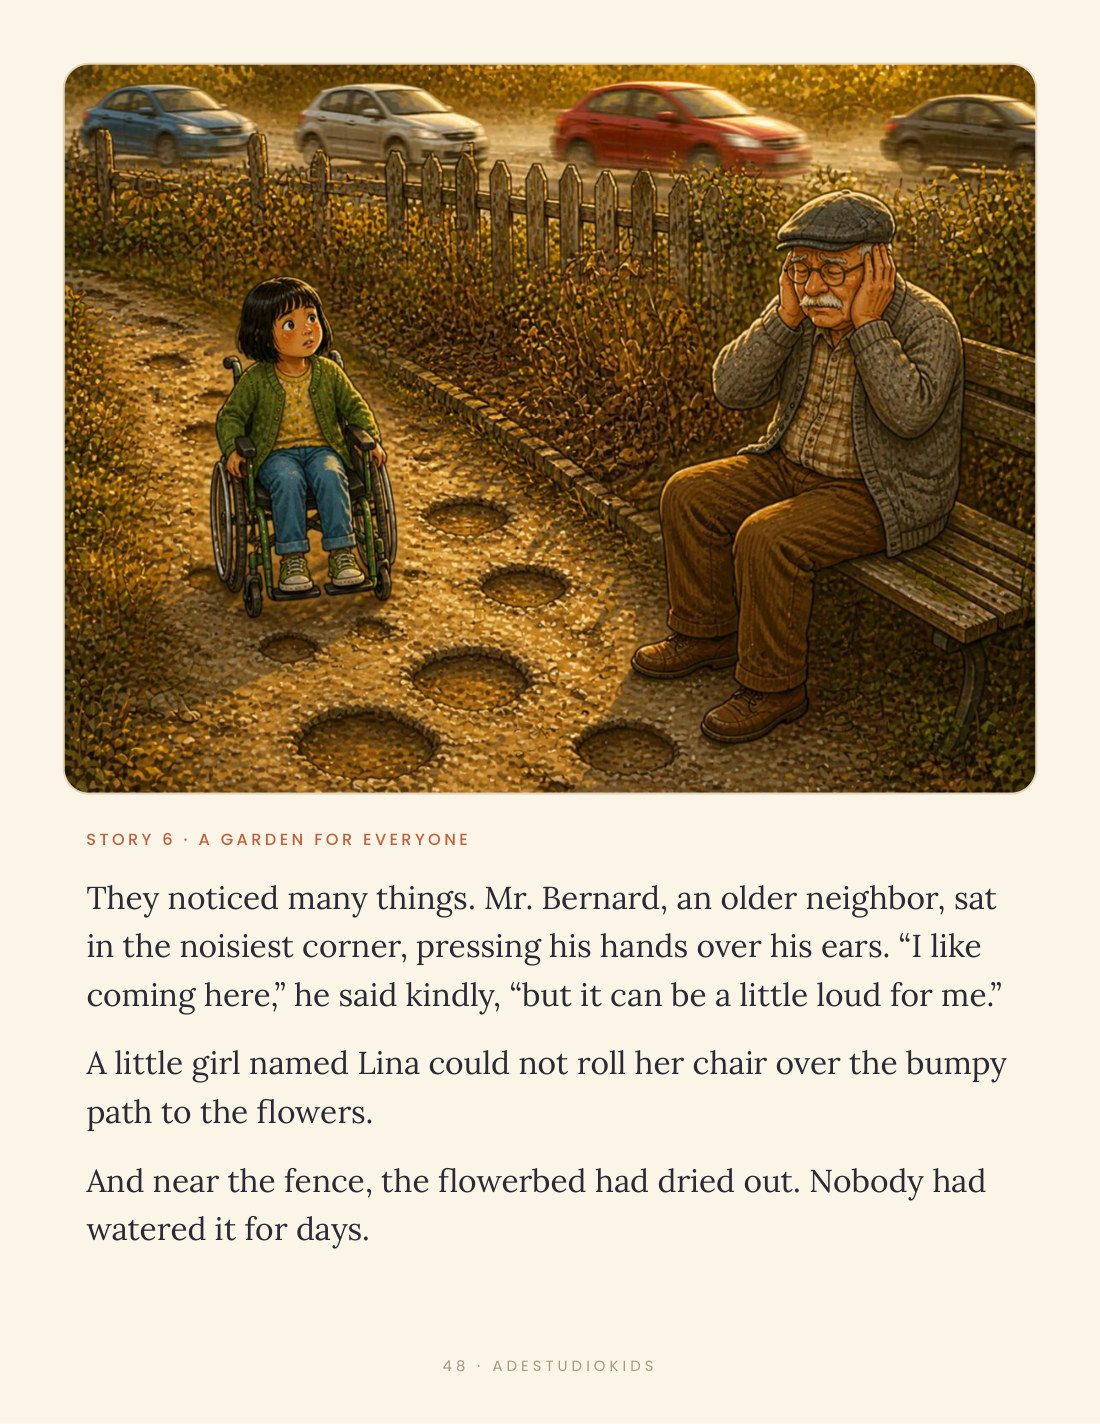 STORY 6 · A GARDEN FOR EVERYONE
They noticed many things. Mr. Bernard, an older neighbor, sat
in the noisiest corner, pressing his hands over his ears. “I like
coming here,” he said kindly, “but it can be a little loud for me.”
A little girl named Lina could not roll her chair over the bumpy
path to the flowers.
And near the fence, the flowerbed had dried out. Nobody had
watered it for days.
48 · ADESTUDIOKIDS